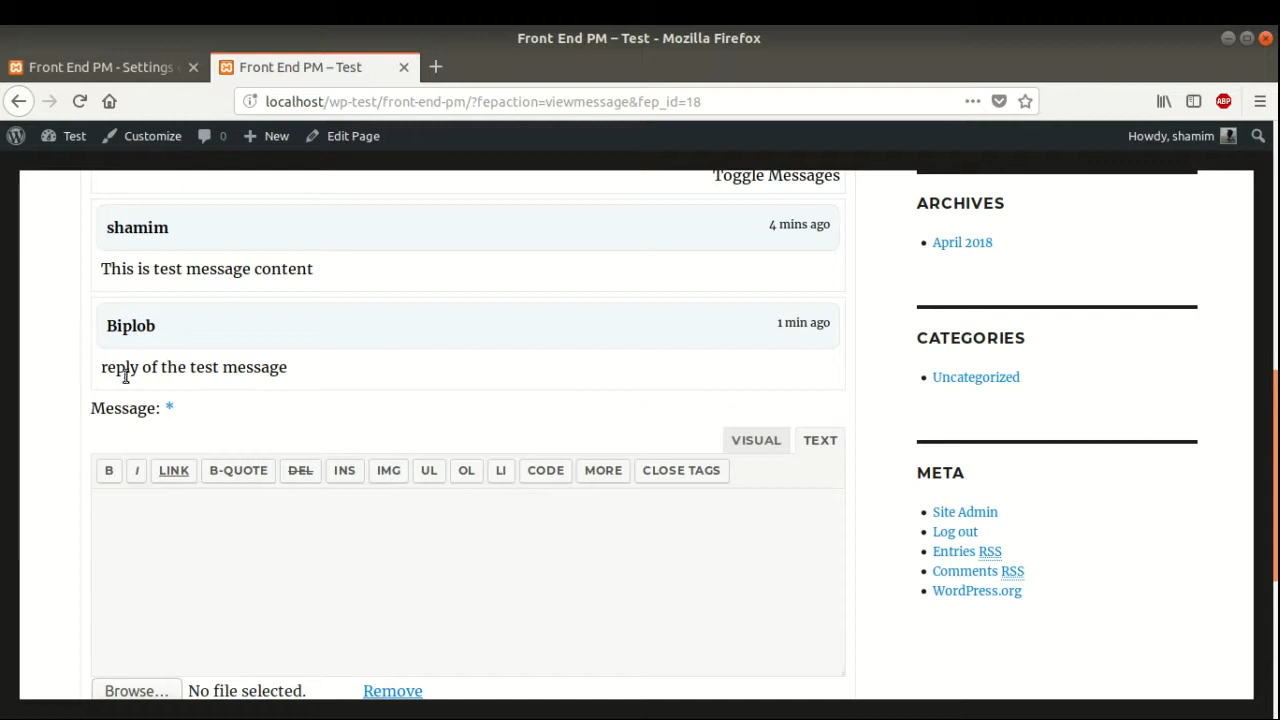 Front End PM – Test - Mozilla Firefox
Front End PM - Settings
Front End PM – Test
localhost/wp-test/front-end-pm/?fepaction=viewmessage&fep_id=18
ABP
Test Customize 0 New Edit Page Howdy, shamim
Toggle Messages
shamim 4 mins ago
This is test message content
Biplob 1 min ago
reply of the test message
Message: *
VISUAL TEXT
B I LINK B-QUOTE DEL INS IMG UL OL LI CODE MORE CLOSE TAGS
Browse... No file selected. Remove
ARCHIVES
April 2018
CATEGORIES
Uncategorized
META
Site Admin
Log out
Entries RSS
Comments RSS
WordPress.org